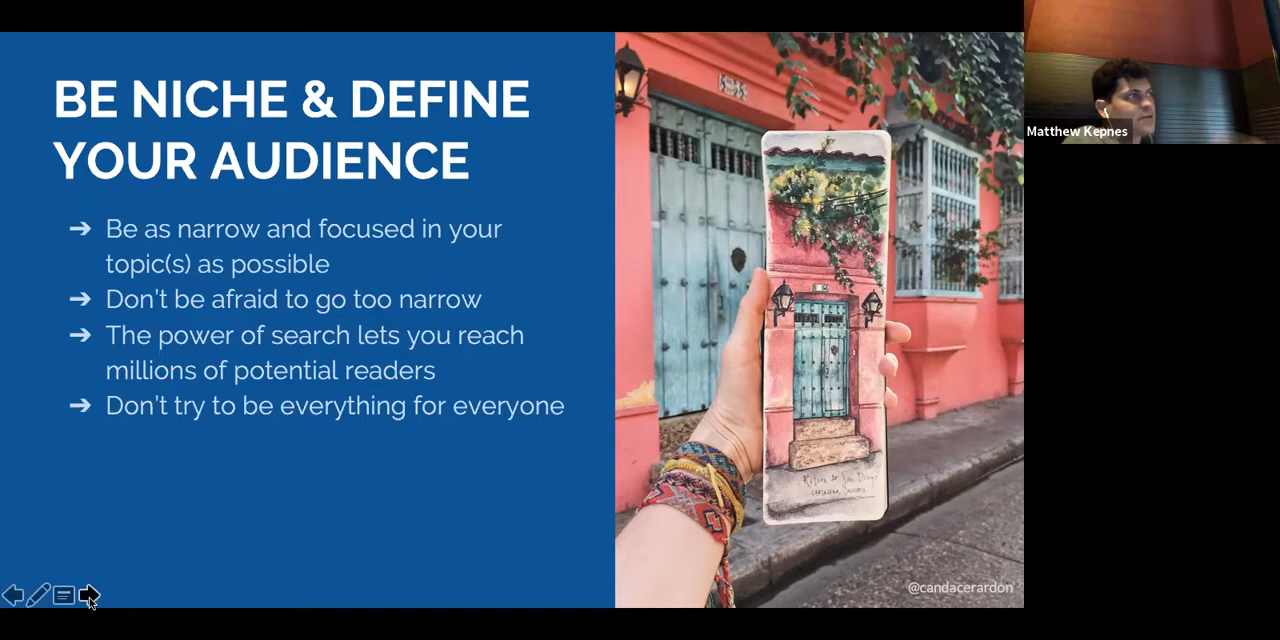 BE NICHE & DEFINE
YOUR AUDIENCE
➔ Be as narrow and focused in your
topic(s) as possible
➔ Don't be afraid to go too narrow
➔ The power of search lets you reach
millions of potential readers
➔ Don't try to be everything for everyone
@candacerardon
Matthew Kepnes